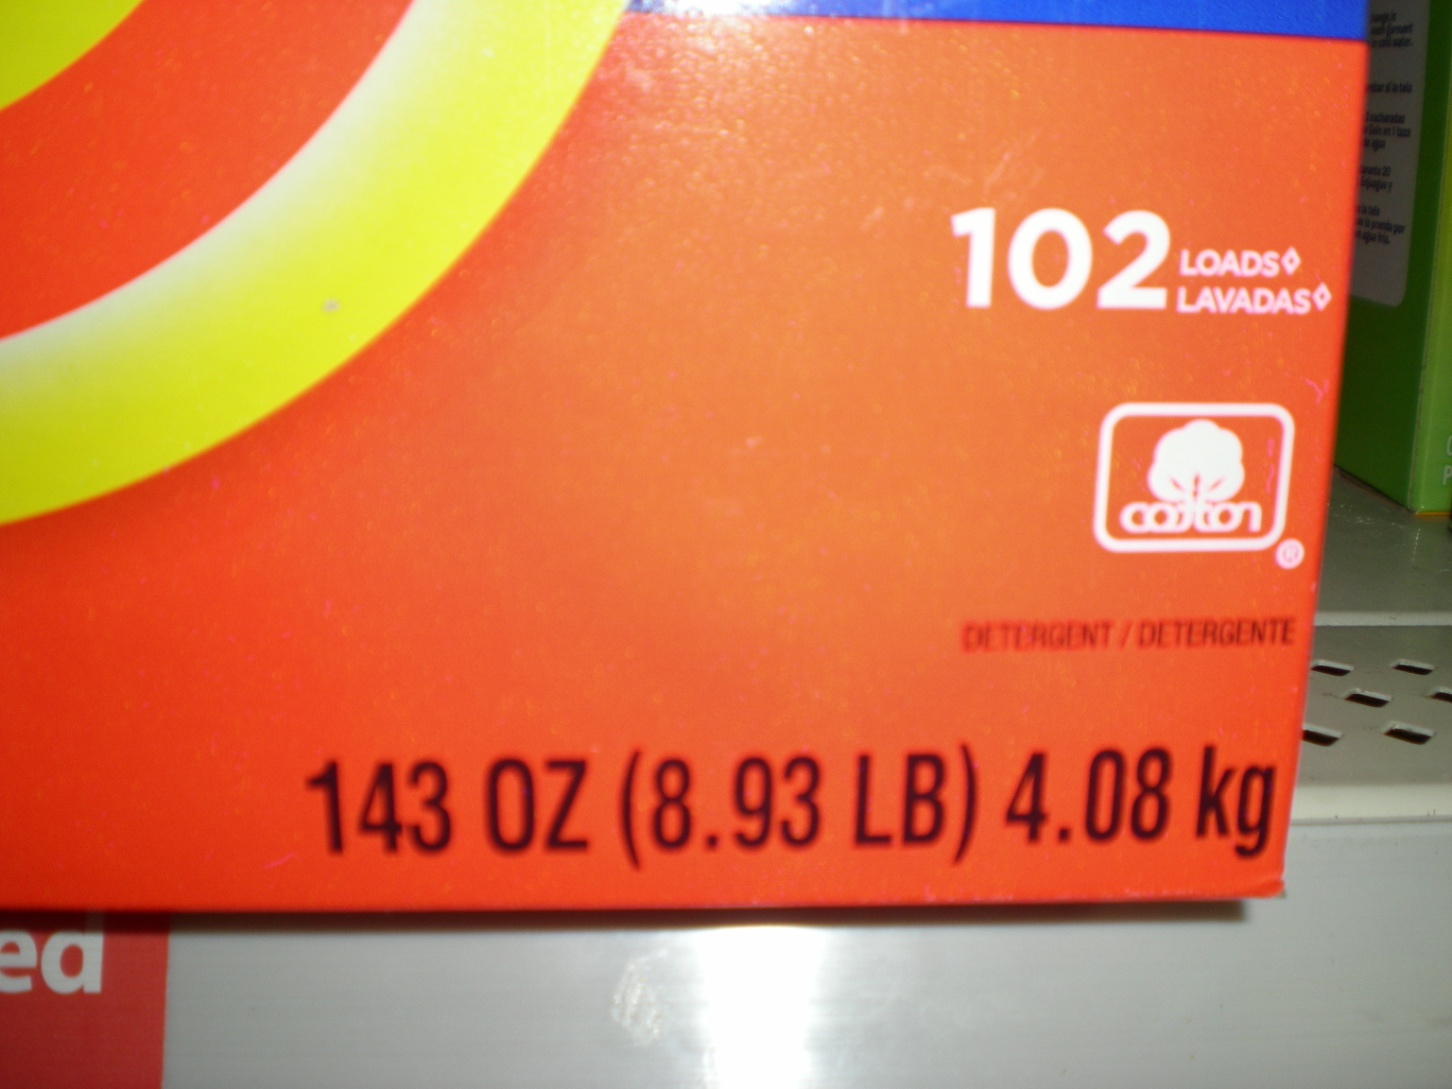 102 LOADS◊
LAVADAS◊
cotton
®
DETERGENT / DETERGENTE
143 OZ (8.93 LB) 4.08 kg
ed